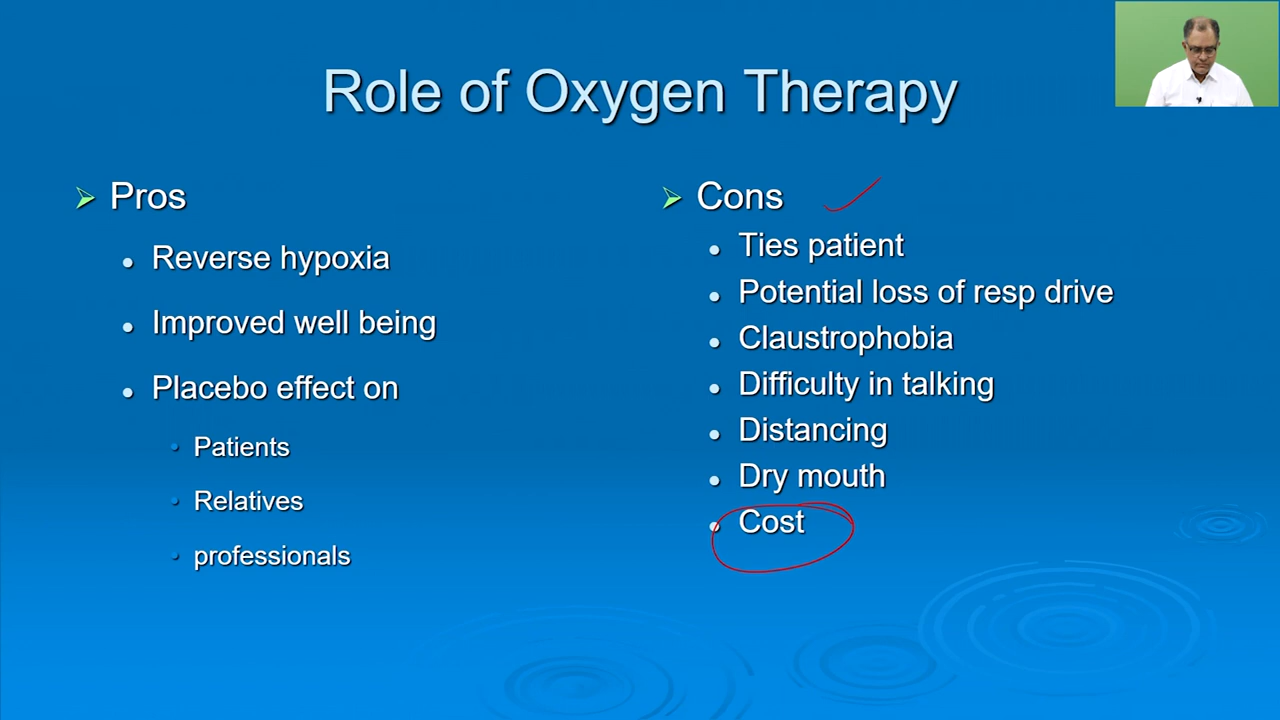 Role of Oxygen Therapy
Pros
Reverse hypoxia
Improved well being
Placebo effect on
Patients
Relatives
professionals
Cons
Ties patient
Potential loss of resp drive
Claustrophobia
Difficulty in talking
Distancing
Dry mouth
Cost